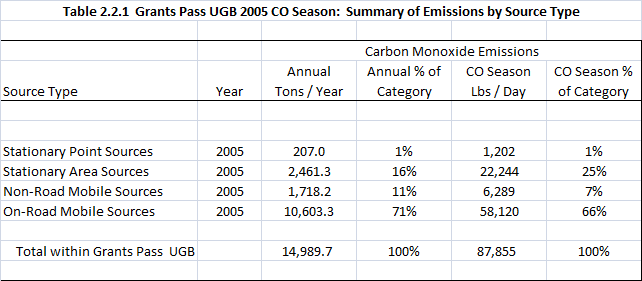 Table 2.2.1 Grants Pass UGB 2005 CO Season: Summary of Emissions by Source Type
Carbon Monoxide Emissions
Source Type Year Annual Tons / Year Annual % of Category CO Season Lbs / Day CO Season % of Category
Stationary Point Sources 2005 207.0 1% 1,202 1%
Stationary Area Sources 2005 2,461.3 16% 22,244 25%
Non-Road Mobile Sources 2005 1,718.2 11% 6,289 7%
On-Road Mobile Sources 2005 10,603.3 71% 58,120 66%
Total within Grants Pass UGB 14,989.7 100% 87,855 100%